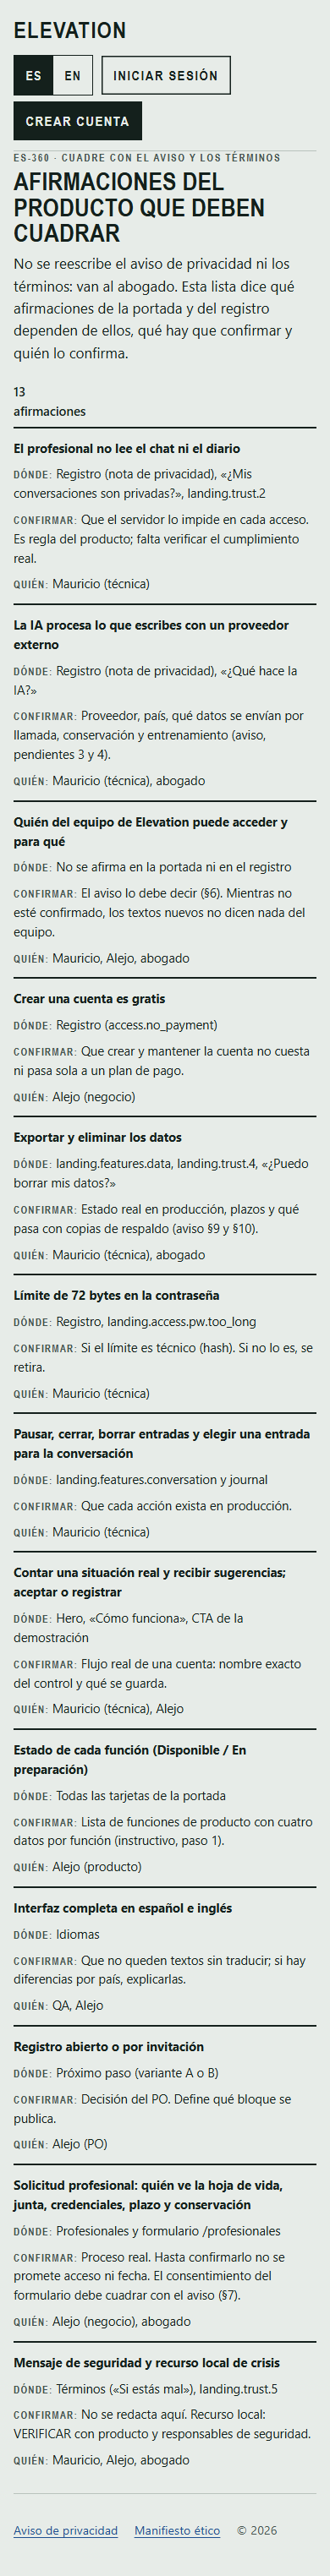 ELEVATION
ES EN INICIAR SESIÓN
CREAR CUENTA
ES-360 · CUADRE CON EL AVISO Y LOS TÉRMINOS
AFIRMACIONES DEL
PRODUCTO QUE DEBEN
CUADRAR
No se reescribe el aviso de privacidad ni los
términos: van al abogado. Esta lista dice qué
afirmaciones de la portada y del registro
dependen de ellos, qué hay que confirmar y
quién lo confirma.
13
afirmaciones
El profesional no lee el chat ni el diario
DÓNDE: Registro (nota de privacidad), «¿Mis
conversaciones son privadas?», landing.trust.2
CONFIRMAR: Que el servidor lo impide en cada acceso.
Es regla del producto; falta verificar el cumplimiento
real.
QUIÉN: Mauricio (técnica)
La IA procesa lo que escribes con un proveedor
externo
DÓNDE: Registro (nota de privacidad), «¿Qué hace la
IA?»
CONFIRMAR: Proveedor, país, qué datos se envían por
llamada, conservación y entrenamiento (aviso,
pendientes 3 y 4).
QUIÉN: Mauricio (técnica), abogado
Quién del equipo de Elevation puede acceder y
para qué
DÓNDE: No se afirma en la portada ni en el registro
CONFIRMAR: El aviso lo debe decir (§6). Mientras no
esté confirmado, los textos nuevos no dicen nada del
equipo.
QUIÉN: Mauricio, Alejo, abogado
Crear una cuenta es gratis
DÓNDE: Registro (access.no_payment)
CONFIRMAR: Que crear y mantener la cuenta no cuesta
ni pasa sola a un plan de pago.
QUIÉN: Alejo (negocio)
Exportar y eliminar los datos
DÓNDE: landing.features.data, landing.trust.4, «¿Puedo
borrar mis datos?»
CONFIRMAR: Estado real en producción, plazos y qué
pasa con copias de respaldo (aviso §9 y §10).
QUIÉN: Mauricio (técnica), abogado
Límite de 72 bytes en la contraseña
DÓNDE: Registro, landing.access.pw.too_long
CONFIRMAR: Si el límite es técnico (hash). Si no lo es, se
retira.
QUIÉN: Mauricio (técnica)
Pausar, cerrar, borrar entradas y elegir una entrada
para la conversación
DÓNDE: landing.features.conversation y journal
CONFIRMAR: Que cada acción exista en producción.
QUIÉN: Mauricio (técnica)
Contar una situación real y recibir sugerencias;
aceptar o registrar
DÓNDE: Hero, «Cómo funciona», CTA de la
demostración
CONFIRMAR: Flujo real de una cuenta: nombre exacto
del control y qué se guarda.
QUIÉN: Mauricio (técnica), Alejo
Estado de cada función (Disponible / En
preparación)
DÓNDE: Todas las tarjetas de la portada
CONFIRMAR: Lista de funciones de producto con cuatro
datos por función (instructivo, paso 1).
QUIÉN: Alejo (producto)
Interfaz completa en español e inglés
DÓNDE: Idiomas
CONFIRMAR: Que no queden textos sin traducir; si hay
diferencias por país, explicarlas.
QUIÉN: QA, Alejo
Registro abierto o por invitación
DÓNDE: Próximo paso (variante A o B)
CONFIRMAR: Decisión del PO. Define qué bloque se
publica.
QUIÉN: Alejo (PO)
Solicitud profesional: quién ve la hoja de vida,
junta, credenciales, plazo y conservación
DÓNDE: Profesionales y formulario /profesionales
CONFIRMAR: Proceso real. Hasta confirmarlo no se
promete acceso ni fecha. El consentimiento del
formulario debe cuadrar con el aviso (§7).
QUIÉN: Alejo (negocio), abogado
Mensaje de seguridad y recurso local de crisis
DÓNDE: Términos («Si estás mal»), landing.trust.5
CONFIRMAR: No se redacta aquí. Recurso local:
VERIFICAR con producto y responsables de seguridad.
QUIÉN: Mauricio, Alejo, abogado
Aviso de privacidad Manifiesto ético © 2026